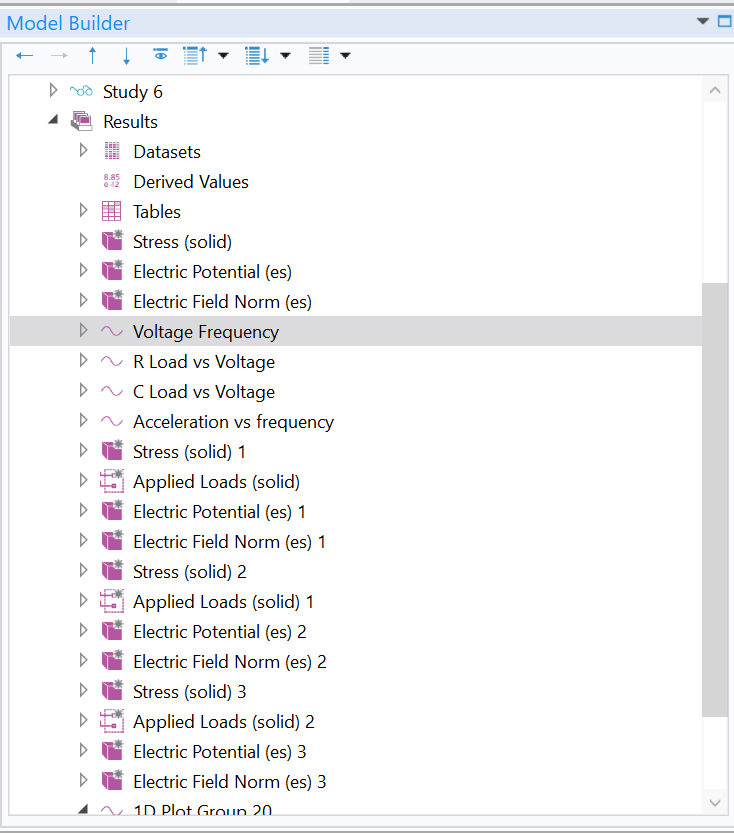 Model Builder
Study 6
Results
Datasets
8.85
e-12
Derived Values
Tables
Stress (solid)
Electric Potential (es)
Electric Field Norm (es)
Voltage Frequency
R Load vs Voltage
C Load vs Voltage
Acceleration vs frequency
Stress (solid) 1
Applied Loads (solid)
Electric Potential (es) 1
Electric Field Norm (es) 1
Stress (solid) 2
Applied Loads (solid) 1
Electric Potential (es) 2
Electric Field Norm (es) 2
Stress (solid) 3
Applied Loads (solid) 2
Electric Potential (es) 3
Electric Field Norm (es) 3
1D Plot Group 20